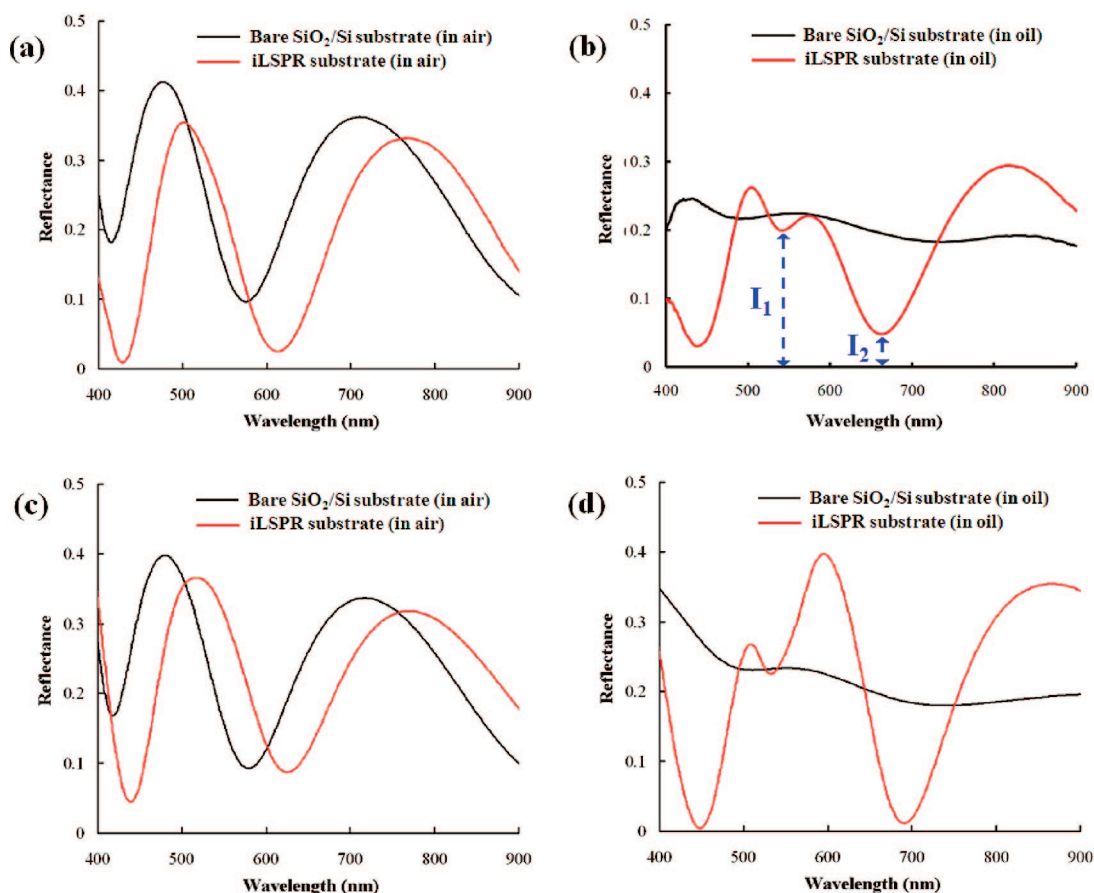 (a)
Bare SiO₂/Si substrate (in air)
iLSPR substrate (in air)
0.5
0.4
0.3
0.2
0.1
0
Reflectance
400 500 600 700 800 900
Wavelength (nm)
(b)
Bare SiO₂/Si substrate (in oil)
iLSPR substrate (in oil)
0.5
0.4
0.3
0.2
0.1
0
Reflectance
I₁
I₂
400 500 600 700 800 900
Wavelength (nm)
(c)
Bare SiO₂/Si substrate (in air)
iLSPR substrate (in air)
0.5
0.4
0.3
0.2
0.1
0
Reflectance
400 500 600 700 800 900
Wavelength (nm)
(d)
Bare SiO₂/Si substrate (in oil)
iLSPR substrate (in oil)
0.5
0.4
0.3
0.2
0.1
0
Reflectance
400 500 600 700 800 900
Wavelength (nm)